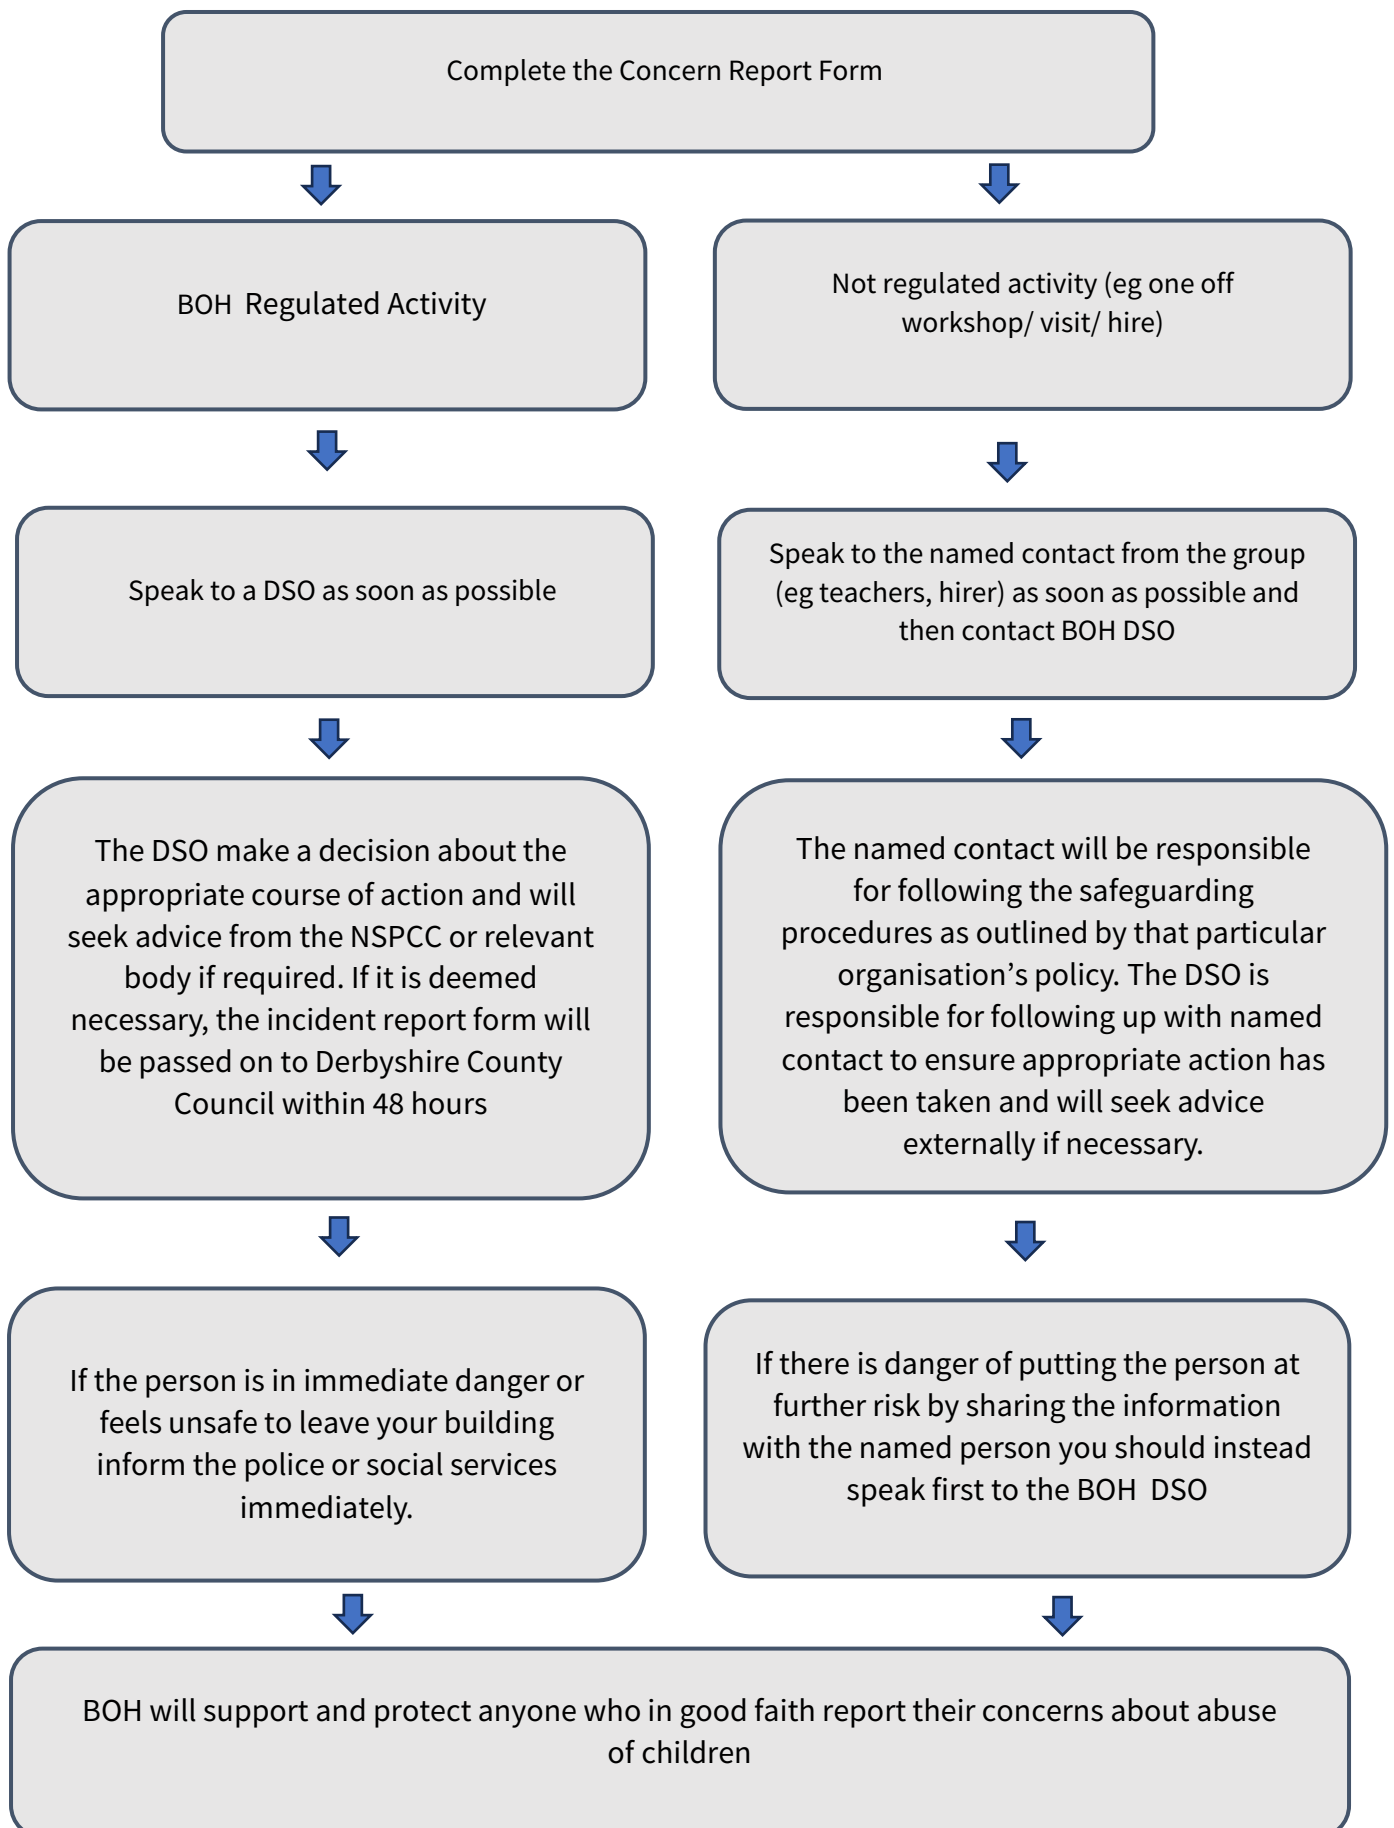 Complete the Concern Report Form
BOH Regulated Activity
Not regulated activity (eg one off
workshop/ visit/ hire)
Speak to a DSO as soon as possible
Speak to the named contact from the group
(eg teachers, hirer) as soon as possible and
then contact BOH DSO
The DSO make a decision about the
appropriate course of action and will
seek advice from the NSPCC or relevant
body if required. If it is deemed
necessary, the incident report form will
be passed on to Derbyshire County
Council within 48 hours
The named contact will be responsible
for following the safeguarding
procedures as outlined by that particular
organisation’s policy. The DSO is
responsible for following up with named
contact to ensure appropriate action has
been taken and will seek advice
externally if necessary.
If the person is in immediate danger or
feels unsafe to leave your building
inform the police or social services
immediately.
If there is danger of putting the person at
further risk by sharing the information
with the named person you should instead
speak first to the BOH DSO
BOH will support and protect anyone who in good faith report their concerns about abuse
of children